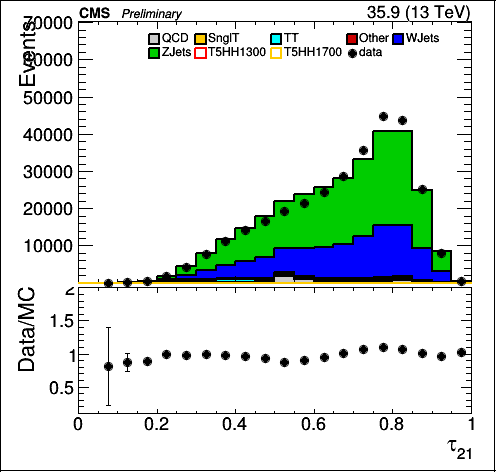 CMS Preliminary 35.9 (13 TeV)
QCD SnglT TT Other WJets
ZJets T5HH1300 T5HH1700 data
Events
70000
60000
50000
40000
30000
20000
10000
Data/MC
2
1.5
1
0.5
0 0.2 0.4 0.6 0.8 1
τ21